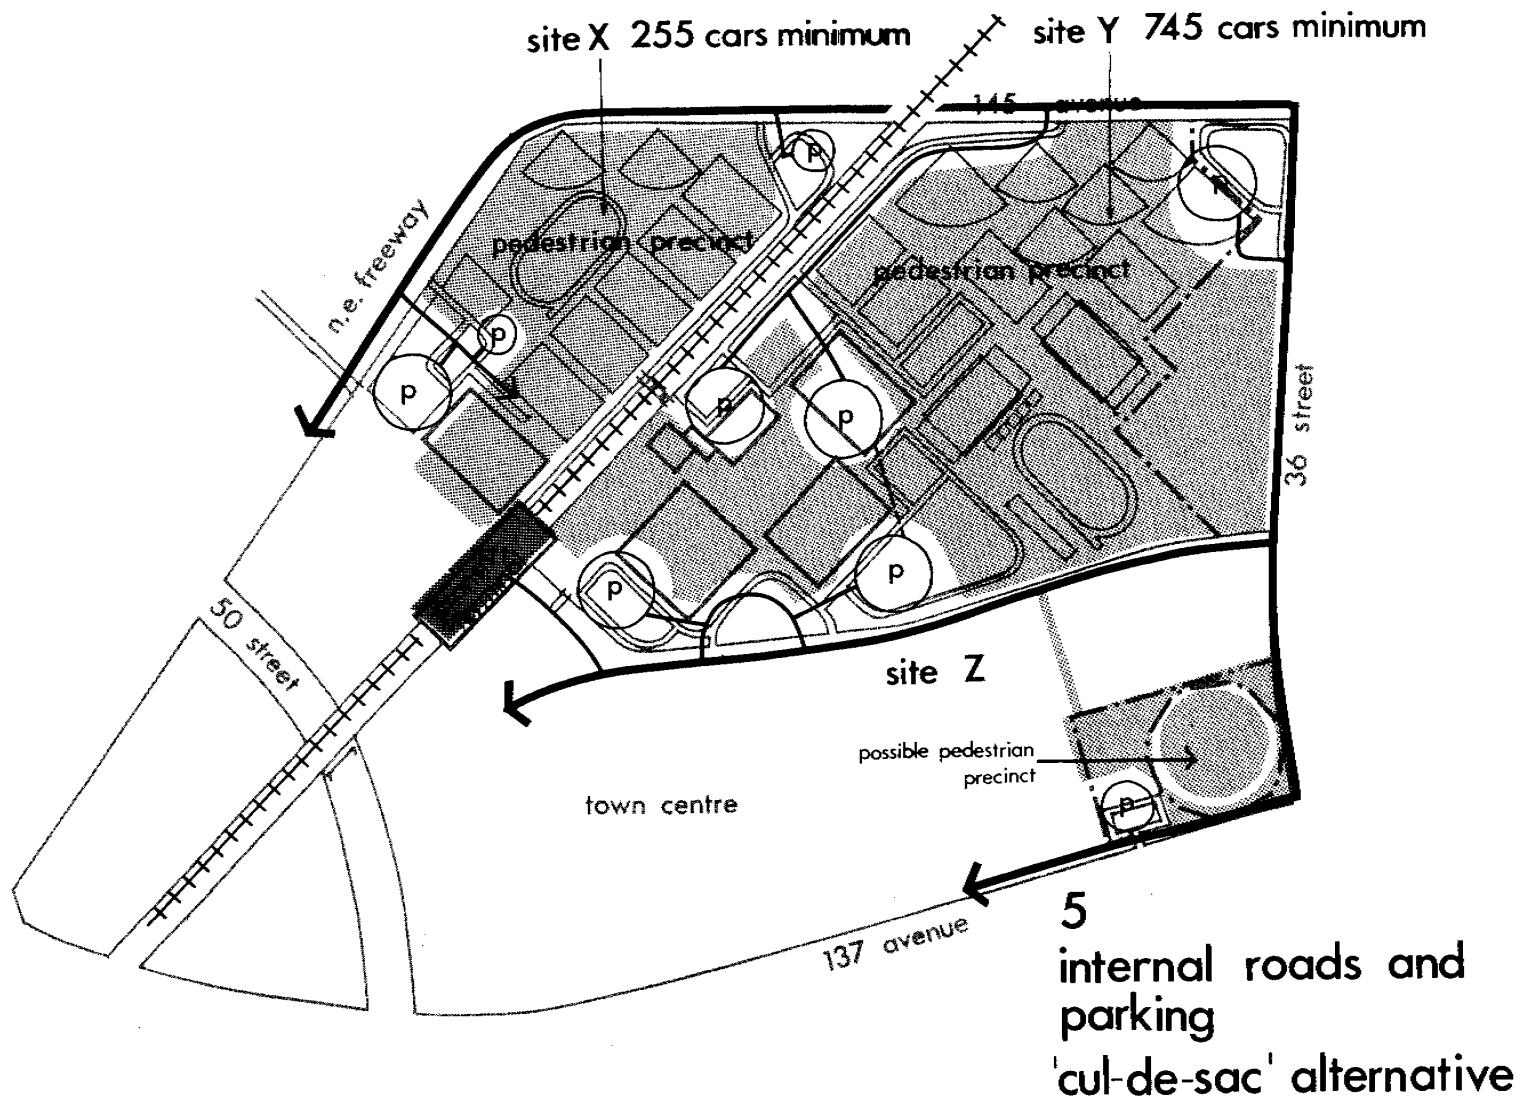 site X 255 cars minimum
site Y 745 cars minimum
145 avenue
p
p
n.e. freeway
pedestrian precinct
pedestrian precinct
p
p
p
p
36 street
p
p
50 street
site Z
possible pedestrian
precinct
town centre
p
137 avenue
5
internal roads and
parking
'cul-de-sac' alternative